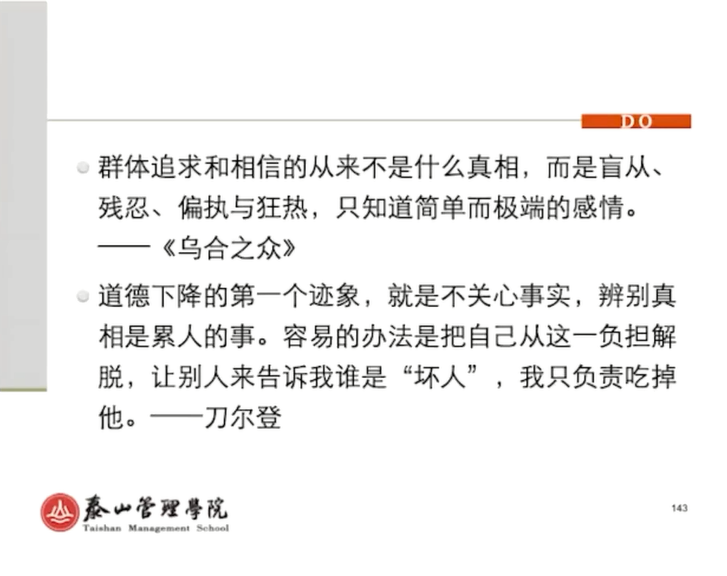 DO
群体追求和相信的从来不是什么真相，而是盲从、
残忍、偏执与狂热，只知道简单而极端的感情。
——《乌合之众》
道德下降的第一个迹象，就是不关心事实，辨别真
相是累人的事。容易的办法是把自己从这一负担解
脱，让别人来告诉我谁是“坏人”，我只负责吃掉
他。——刀尔登
泰山管理學院
Taishan Management School
143